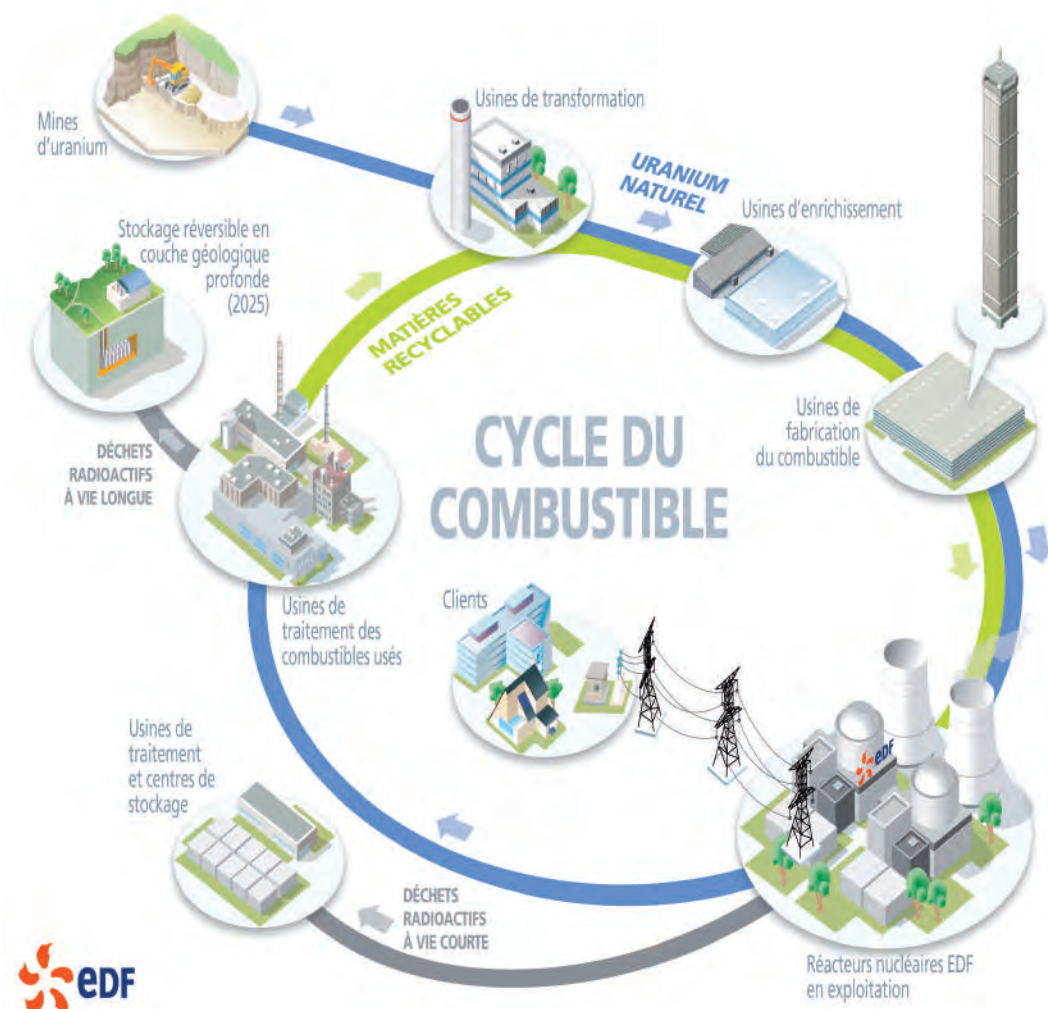 Mines
d'uranium
Usines de transformation
URANIUM
NATUREL
Usines d'enrichissement
Stockage réversible en
couche géologique
profonde
(2025)
MATIÈRES
RECYCLABLES
Usines de
fabrication
du combustible
CYCLE DU
COMBUSTIBLE
DÉCHETS
RADIOACTIFS
À VIE LONGUE
Usines de
traitement des
combustibles usés
Clients
Usines de
traitement
et centres de
stockage
eDF
DÉCHETS
RADIOACTIFS
À VIE COURTE
Réacteurs nucléaires EDF
en exploitation
eDF